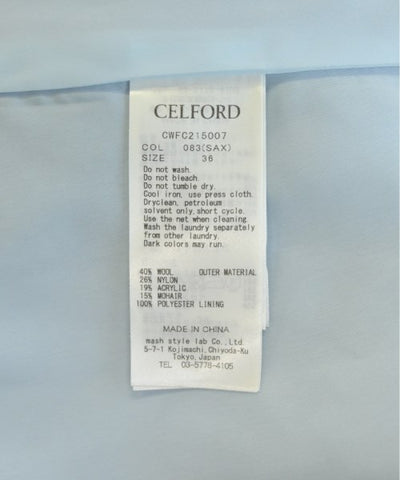 CELFORD
CWFC215007
COL 083(SAX)
SIZE 36
Do not wash.
Do not bleach.
Do not tumble dry.
Cool iron, use press cloth.
Dryclean, petroleum
solvent only, short cycle.
Use the net when cleaning.
Wash the laundry separately
from other laundry.
Dark colors may run.
40% WOOL OUTER MATERIAL
26% NYLON
19% ACRYLIC
15% MOHAIR
100% POLYESTER LINING
MADE IN CHINA
mash style lab Co., Ltd.
5-7-1 Kojimachi, Chiyoda-Ku
Tokyo, Japan
TEL 03-5778-4105